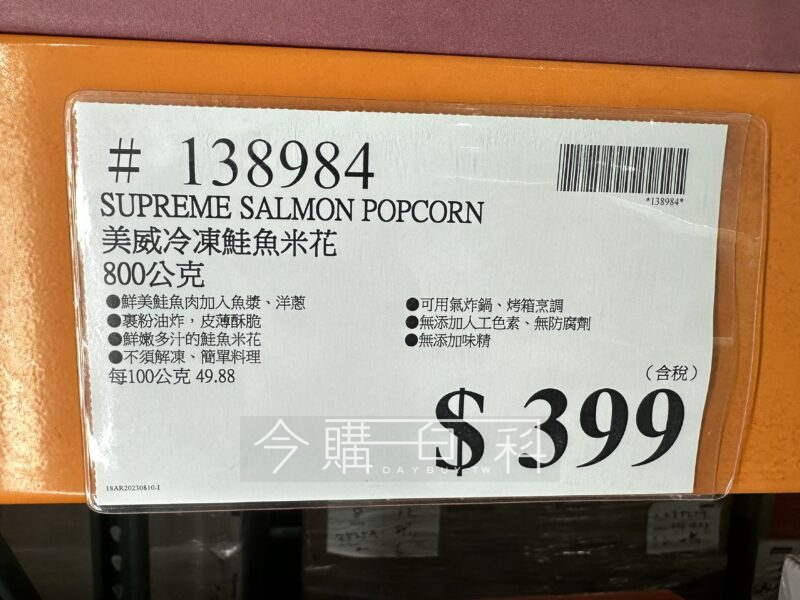 # 138984
*138984*
SUPREME SALMON POPCORN
美威冷凍鮭魚米花
800公克
●鮮美鮭魚肉加入魚漿、洋蔥
●裹粉油炸，皮薄酥脆
●鮮嫩多汁的鮭魚米花
●不須解凍、簡單料理
●可用氣炸鍋、烤箱烹調
●無添加人工色素、無防腐劑
●無添加味精
每100公克 49.88
（含稅）
$ 399
今購百科
DAYBUY.TW
18AR20230810-1